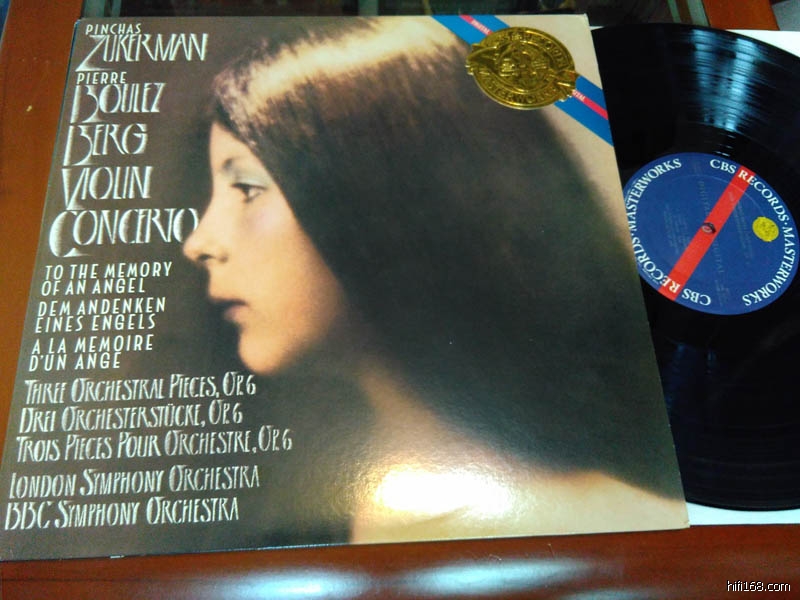 PINCHAS
ZUKERMAN
PIERRE
BOULEZ
BERG
VIOLIN
CONCERTO
TO THE MEMORY
OF AN ANGEL
DEM ANDENKEN
EINES ENGELS
A LA MEMOIRE
D'UN ANGE
THREE ORCHESTRAL PIECES, OP. 6
DREI ORCHESTERSTÜCKE, OP. 6
TROIS PIECES POUR ORCHESTRE, OP. 6
LONDON SYMPHONY ORCHESTRA
BBC SYMPHONY ORCHESTRA
DIGITAL
CBS RECORDS · MASTERWORKS
CBS RECORDS · MASTERWORKS
hifi168.com